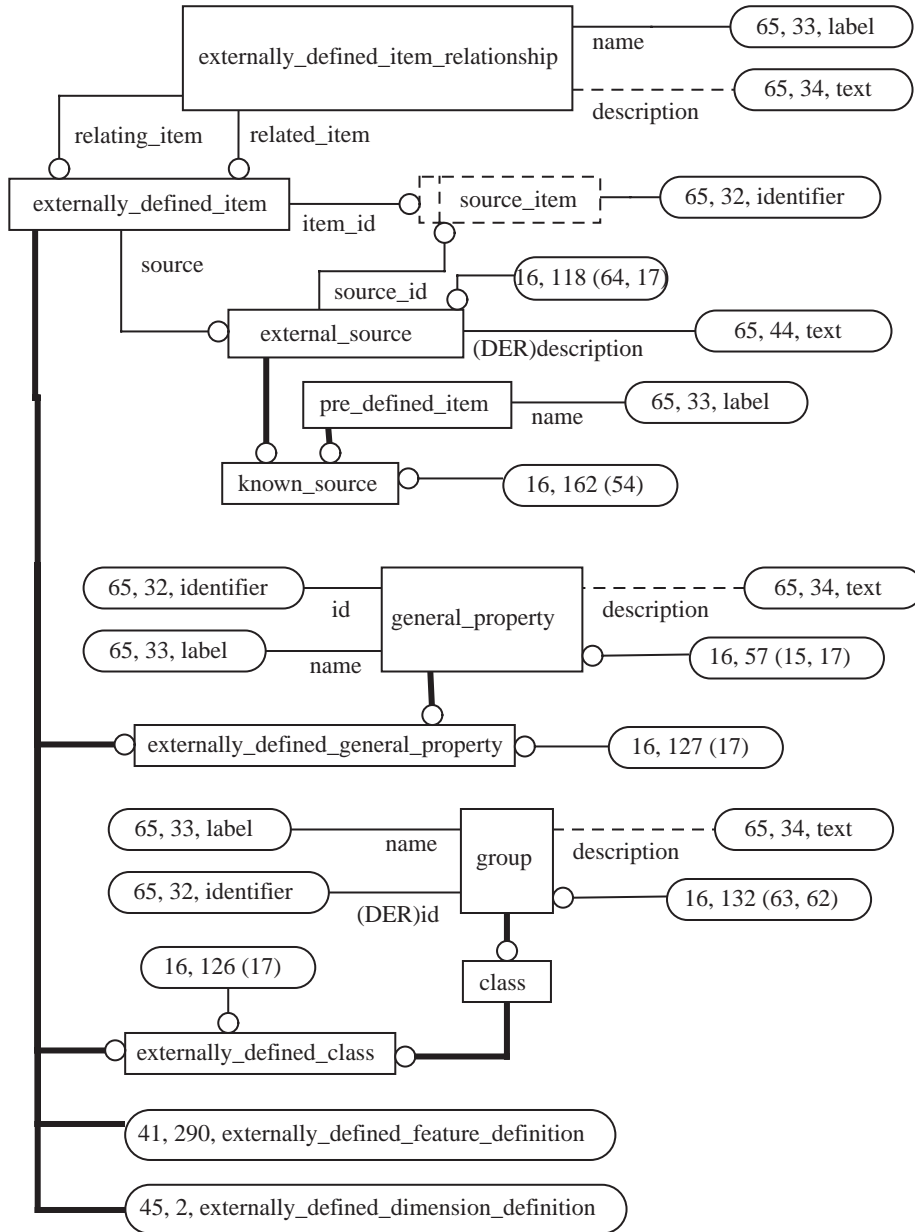 65, 33, label
name
externally_defined_item_relationship
65, 34, text
description
relating_item
related_item
externally_defined_item
source_item
65, 32, identifier
item_id
source
16, 118 (64, 17)
source_id
external_source
65, 44, text
(DER)description
pre_defined_item
65, 33, label
name
known_source
16, 162 (54)
65, 32, identifier
65, 34, text
id
general_property
description
65, 33, label
16, 57 (15, 17)
name
externally_defined_general_property
16, 127 (17)
65, 33, label
65, 34, text
name
group
description
65, 32, identifier
16, 132 (63, 62)
(DER)id
16, 126 (17)
class
externally_defined_class
41, 290, externally_defined_feature_definition
45, 2, externally_defined_dimension_definition